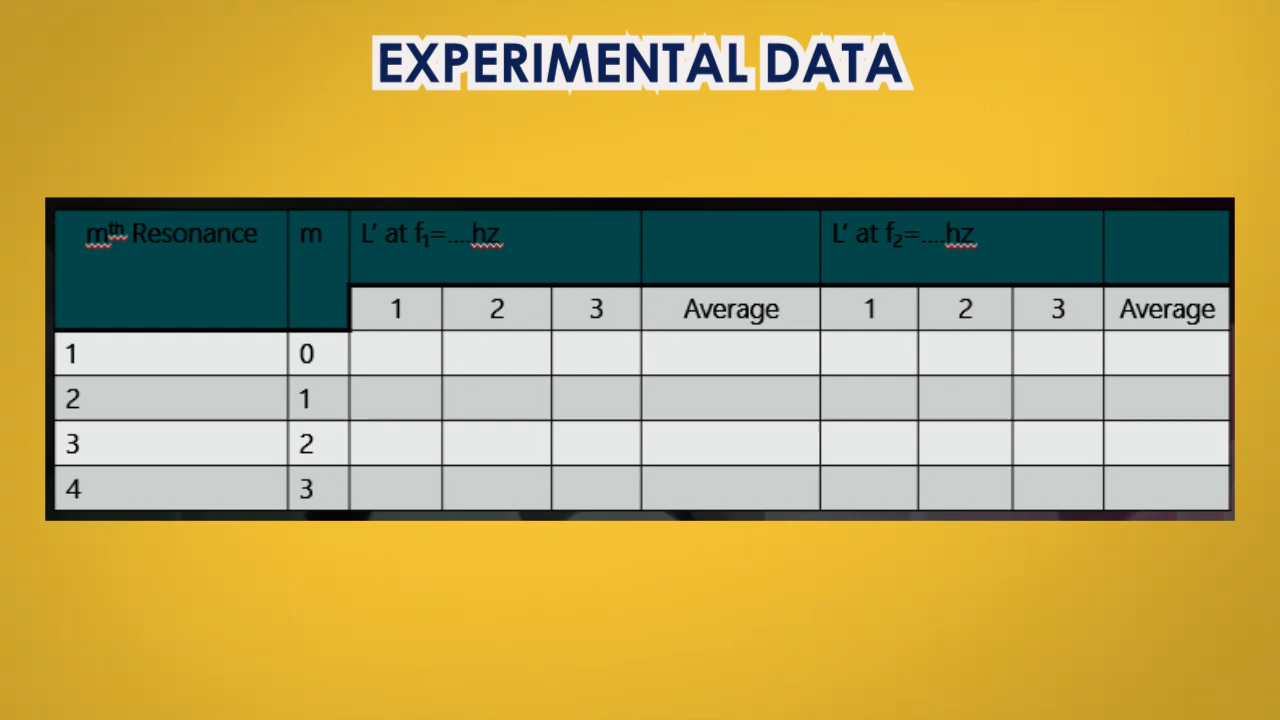 EXPERIMENTAL DATA
mᵗʰ Resonance m L’ at f₁=....hz L’ at f₂=....hz
1 2 3 Average 1 2 3 Average
1 0
2 1
3 2
4 3